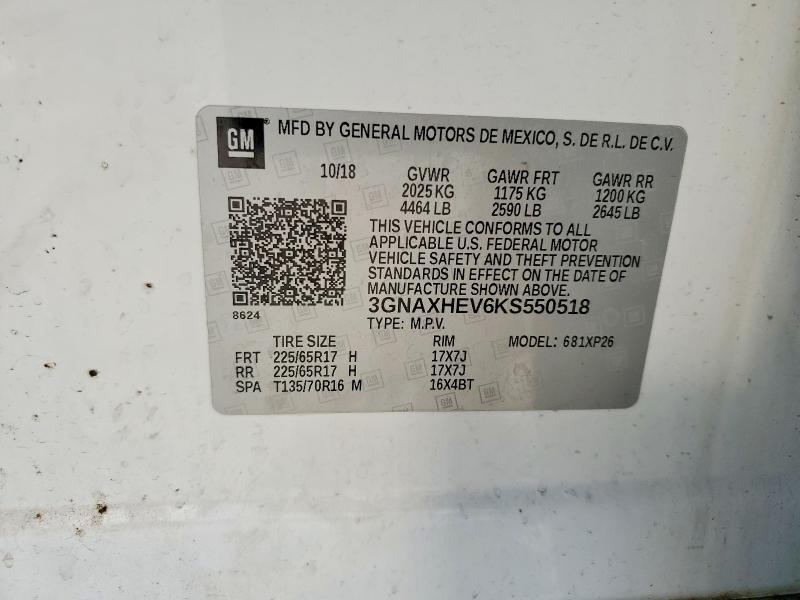 GM ® MFD BY GENERAL MOTORS DE MEXICO, S. DE R.L. DE C.V.
10/18 GVWR GAWR FRT GAWR RR
2025 KG 1175 KG 1200 KG
4464 LB 2590 LB 2645 LB
THIS VEHICLE CONFORMS TO ALL
APPLICABLE U.S. FEDERAL MOTOR
VEHICLE SAFETY AND THEFT PREVENTION
STANDARDS IN EFFECT ON THE DATE OF
MANUFACTURE SHOWN ABOVE.
3GNAXHEV6KS550518
8624
TYPE: M.P.V.
TIRE SIZE RIM MODEL: 681XP26
FRT 225/65R17 H 17X7J
RR 225/65R17 H 17X7J
SPA T135/70R16 M 16X4BT